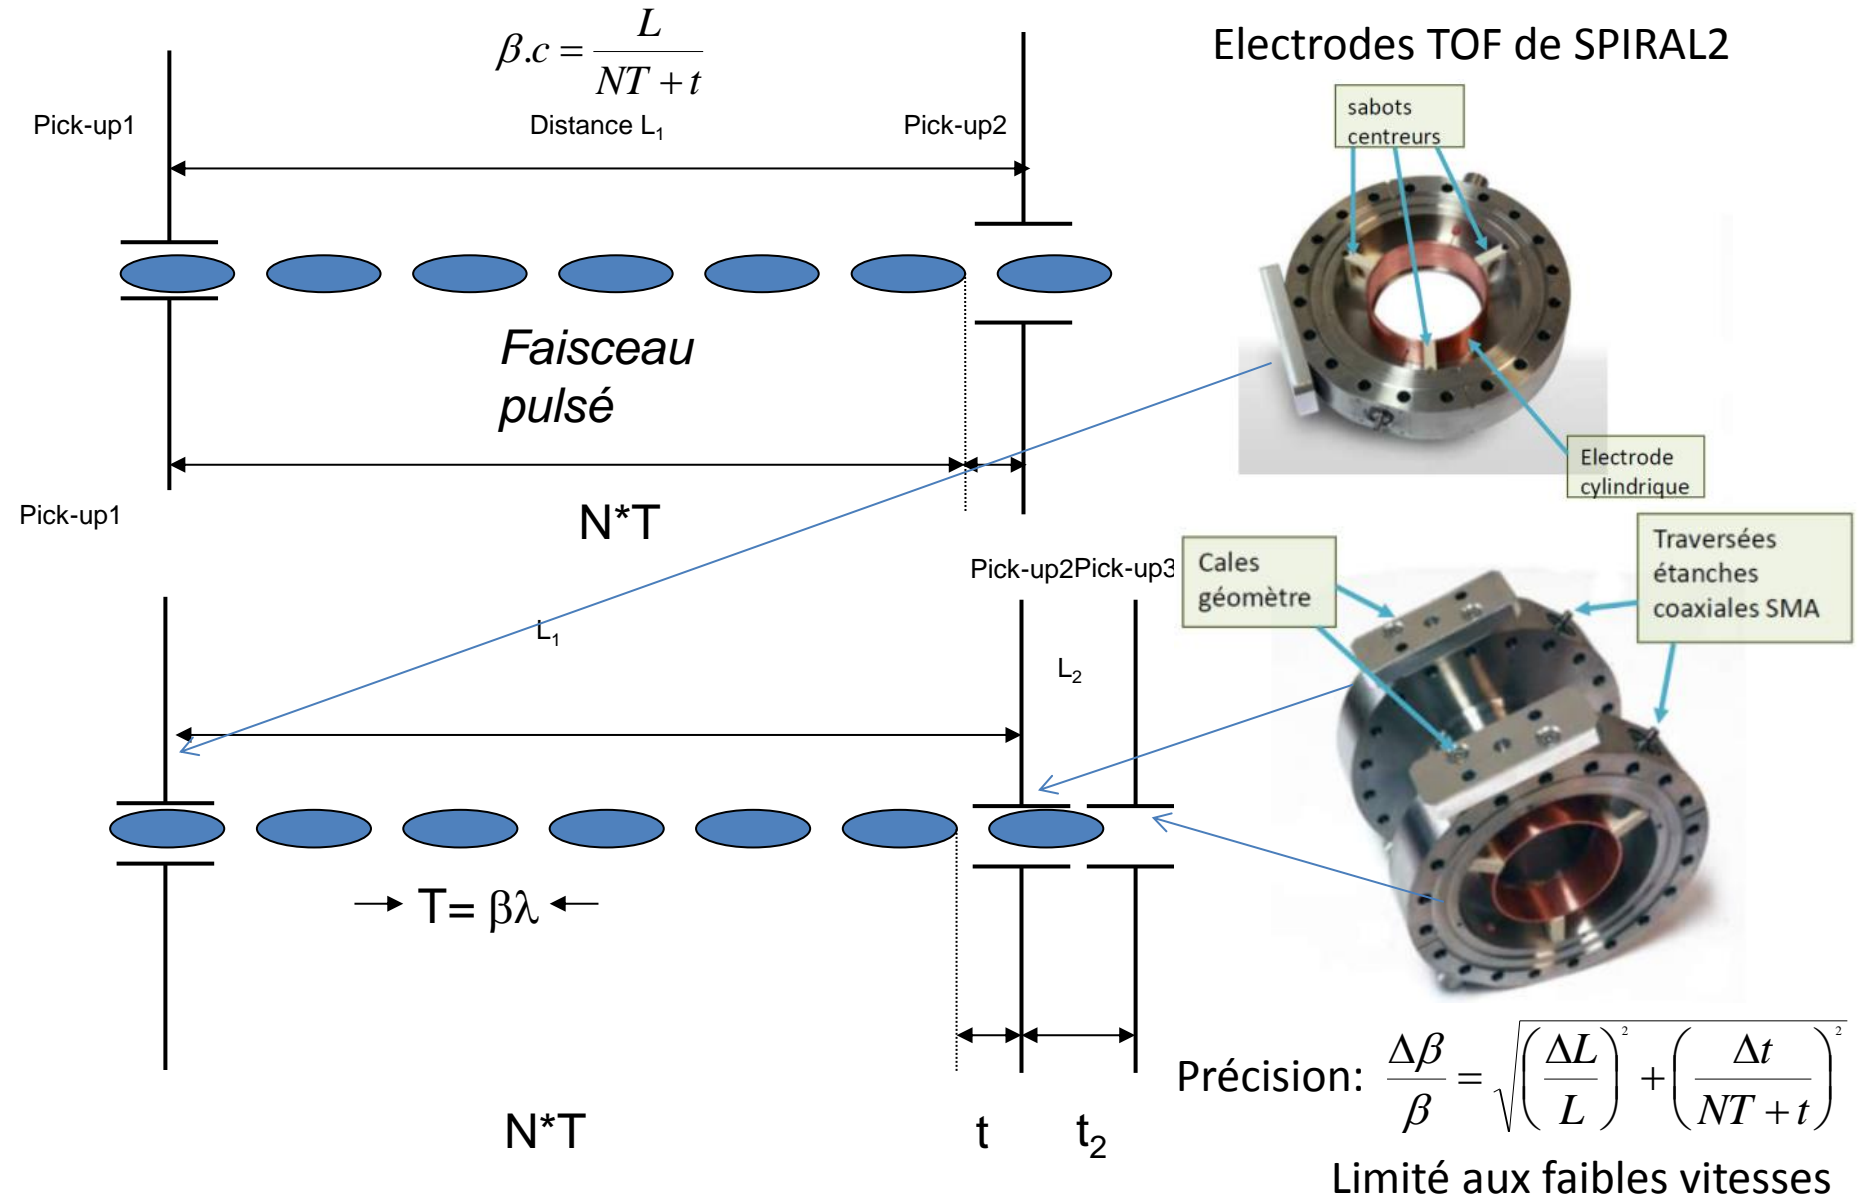 β.c = L / (NT + t)
Electrodes TOF de SPIRAL2
Pick-up1
Distance L₁
Pick-up2
sabots
centreurs
Faisceau
pulsé
Electrode
cylindrique
N*T
Pick-up1
Pick-up2
Pick-up3
Cales
géomètre
Traversées
étanches
coaxiales SMA
L₁
L₂
T= βλ
Précision: Δβ/β = √((ΔL/L)² + (Δt/(NT + t))²)
N*T
t
t₂
Limité aux faibles vitesses